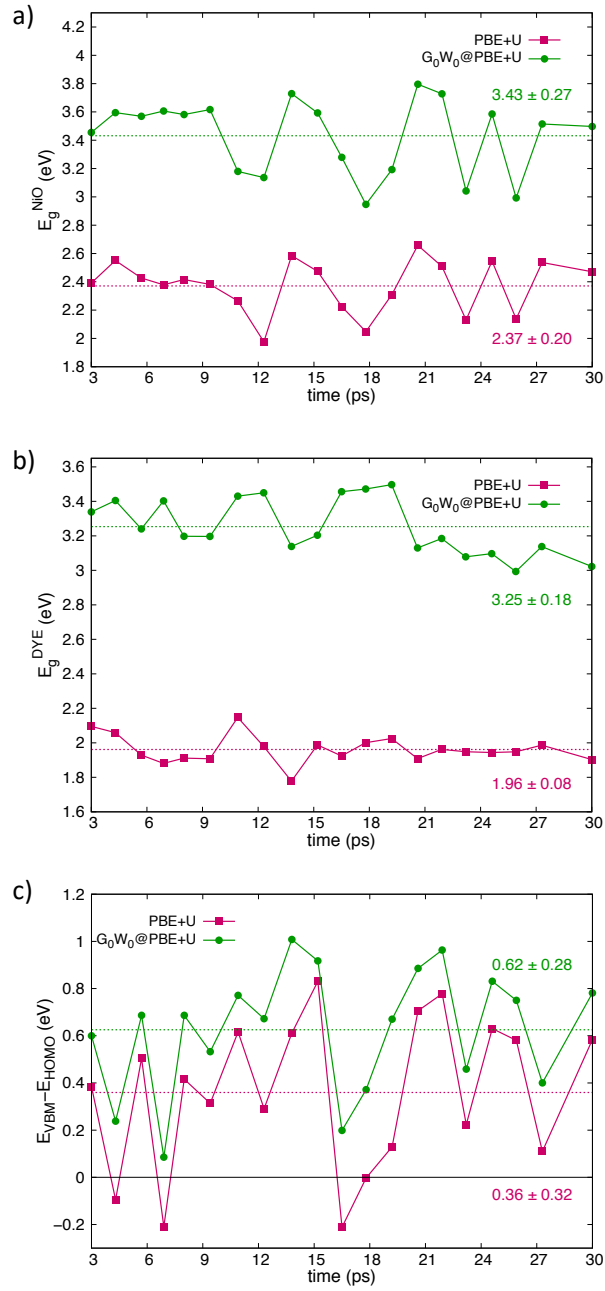 a)
4.2
4
3.8
3.6
3.4
3.2
3
2.8
2.6
2.4
2.2
2
1.8
E_g^NiO (eV)
PBE+U
G₀W₀@PBE+U
3.43 ± 0.27
2.37 ± 0.20
3 6 9 12 15 18 21 24 27 30
time (ps)
b)
3.6
3.4
3.2
3
2.8
2.6
2.4
2.2
2
1.8
1.6
E_g^DYE (eV)
PBE+U
G₀W₀@PBE+U
3.25 ± 0.18
1.96 ± 0.08
3 6 9 12 15 18 21 24 27 30
time (ps)
c)
1.2
1
0.8
0.6
0.4
0.2
0
−0.2
E_VBM−E_HOMO (eV)
PBE+U
G₀W₀@PBE+U
0.62 ± 0.28
0.36 ± 0.32
3 6 9 12 15 18 21 24 27 30
time (ps)